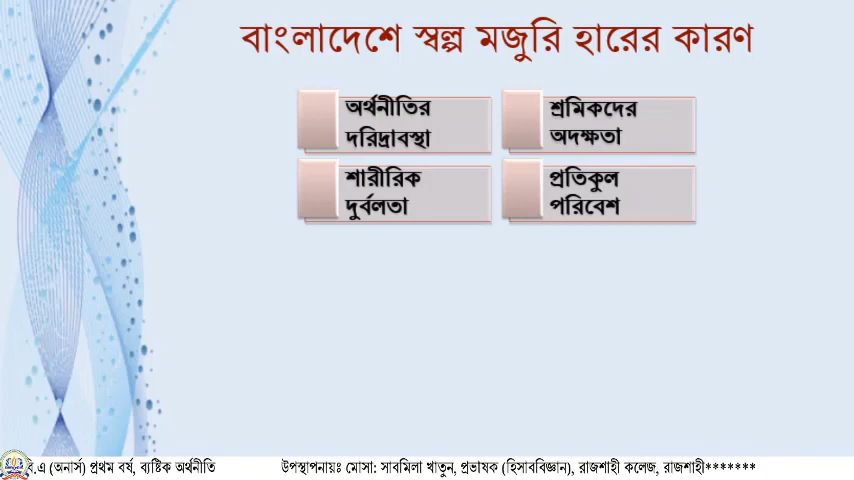 বাংলাদেশে স্বল্প মজুরি হারের কারণ
অর্থনীতির
দরিদ্রাবস্থা
শ্রমিকদের
অদক্ষতা
শারীরিক
দুর্বলতা
প্রতিকুল
পরিবেশ
বি.এ (অনার্স) প্রথম বর্ষ, ব্যষ্টিক অর্থনীতি
উপস্থাপনায়ঃ মোসা: সাবমিলা খাতুন, প্রভাষক (হিসাববিজ্ঞান), রাজশাহী কলেজ, রাজশাহী*******